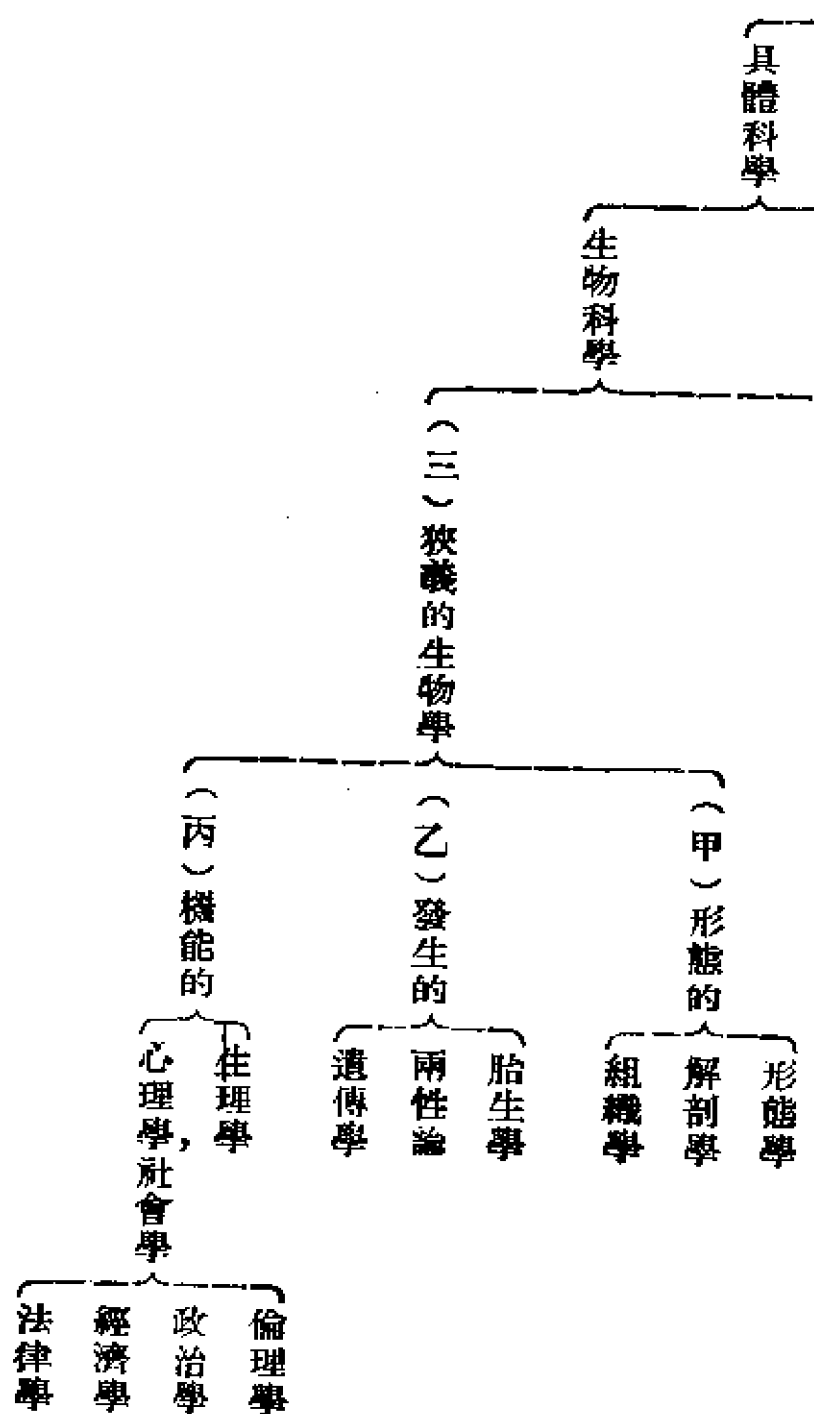 具體科學
生物科學
（三）狹義的生物學
（甲）形態的
形態學
解剖學
組織學
（乙）發生的
胎生學
兩性論
遺傳學
（丙）機能的
生理學
心理學，社會學
倫理學
政治學
經濟學
法律學